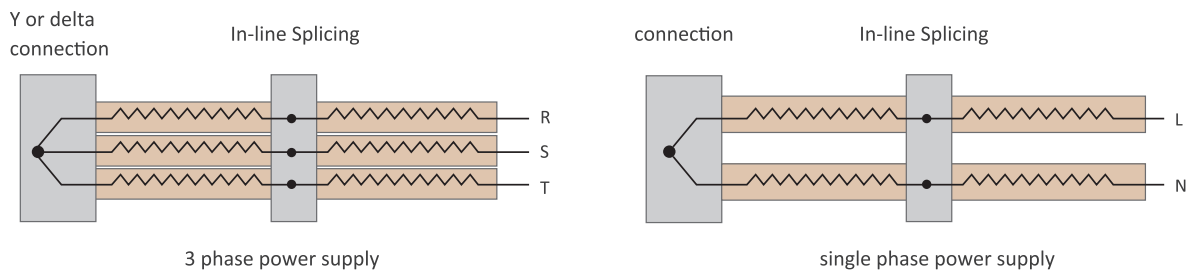 Y or delta
connection
In-line Splicing
R
S
T
3 phase power supply
connection
In-line Splicing
L
N
single phase power supply